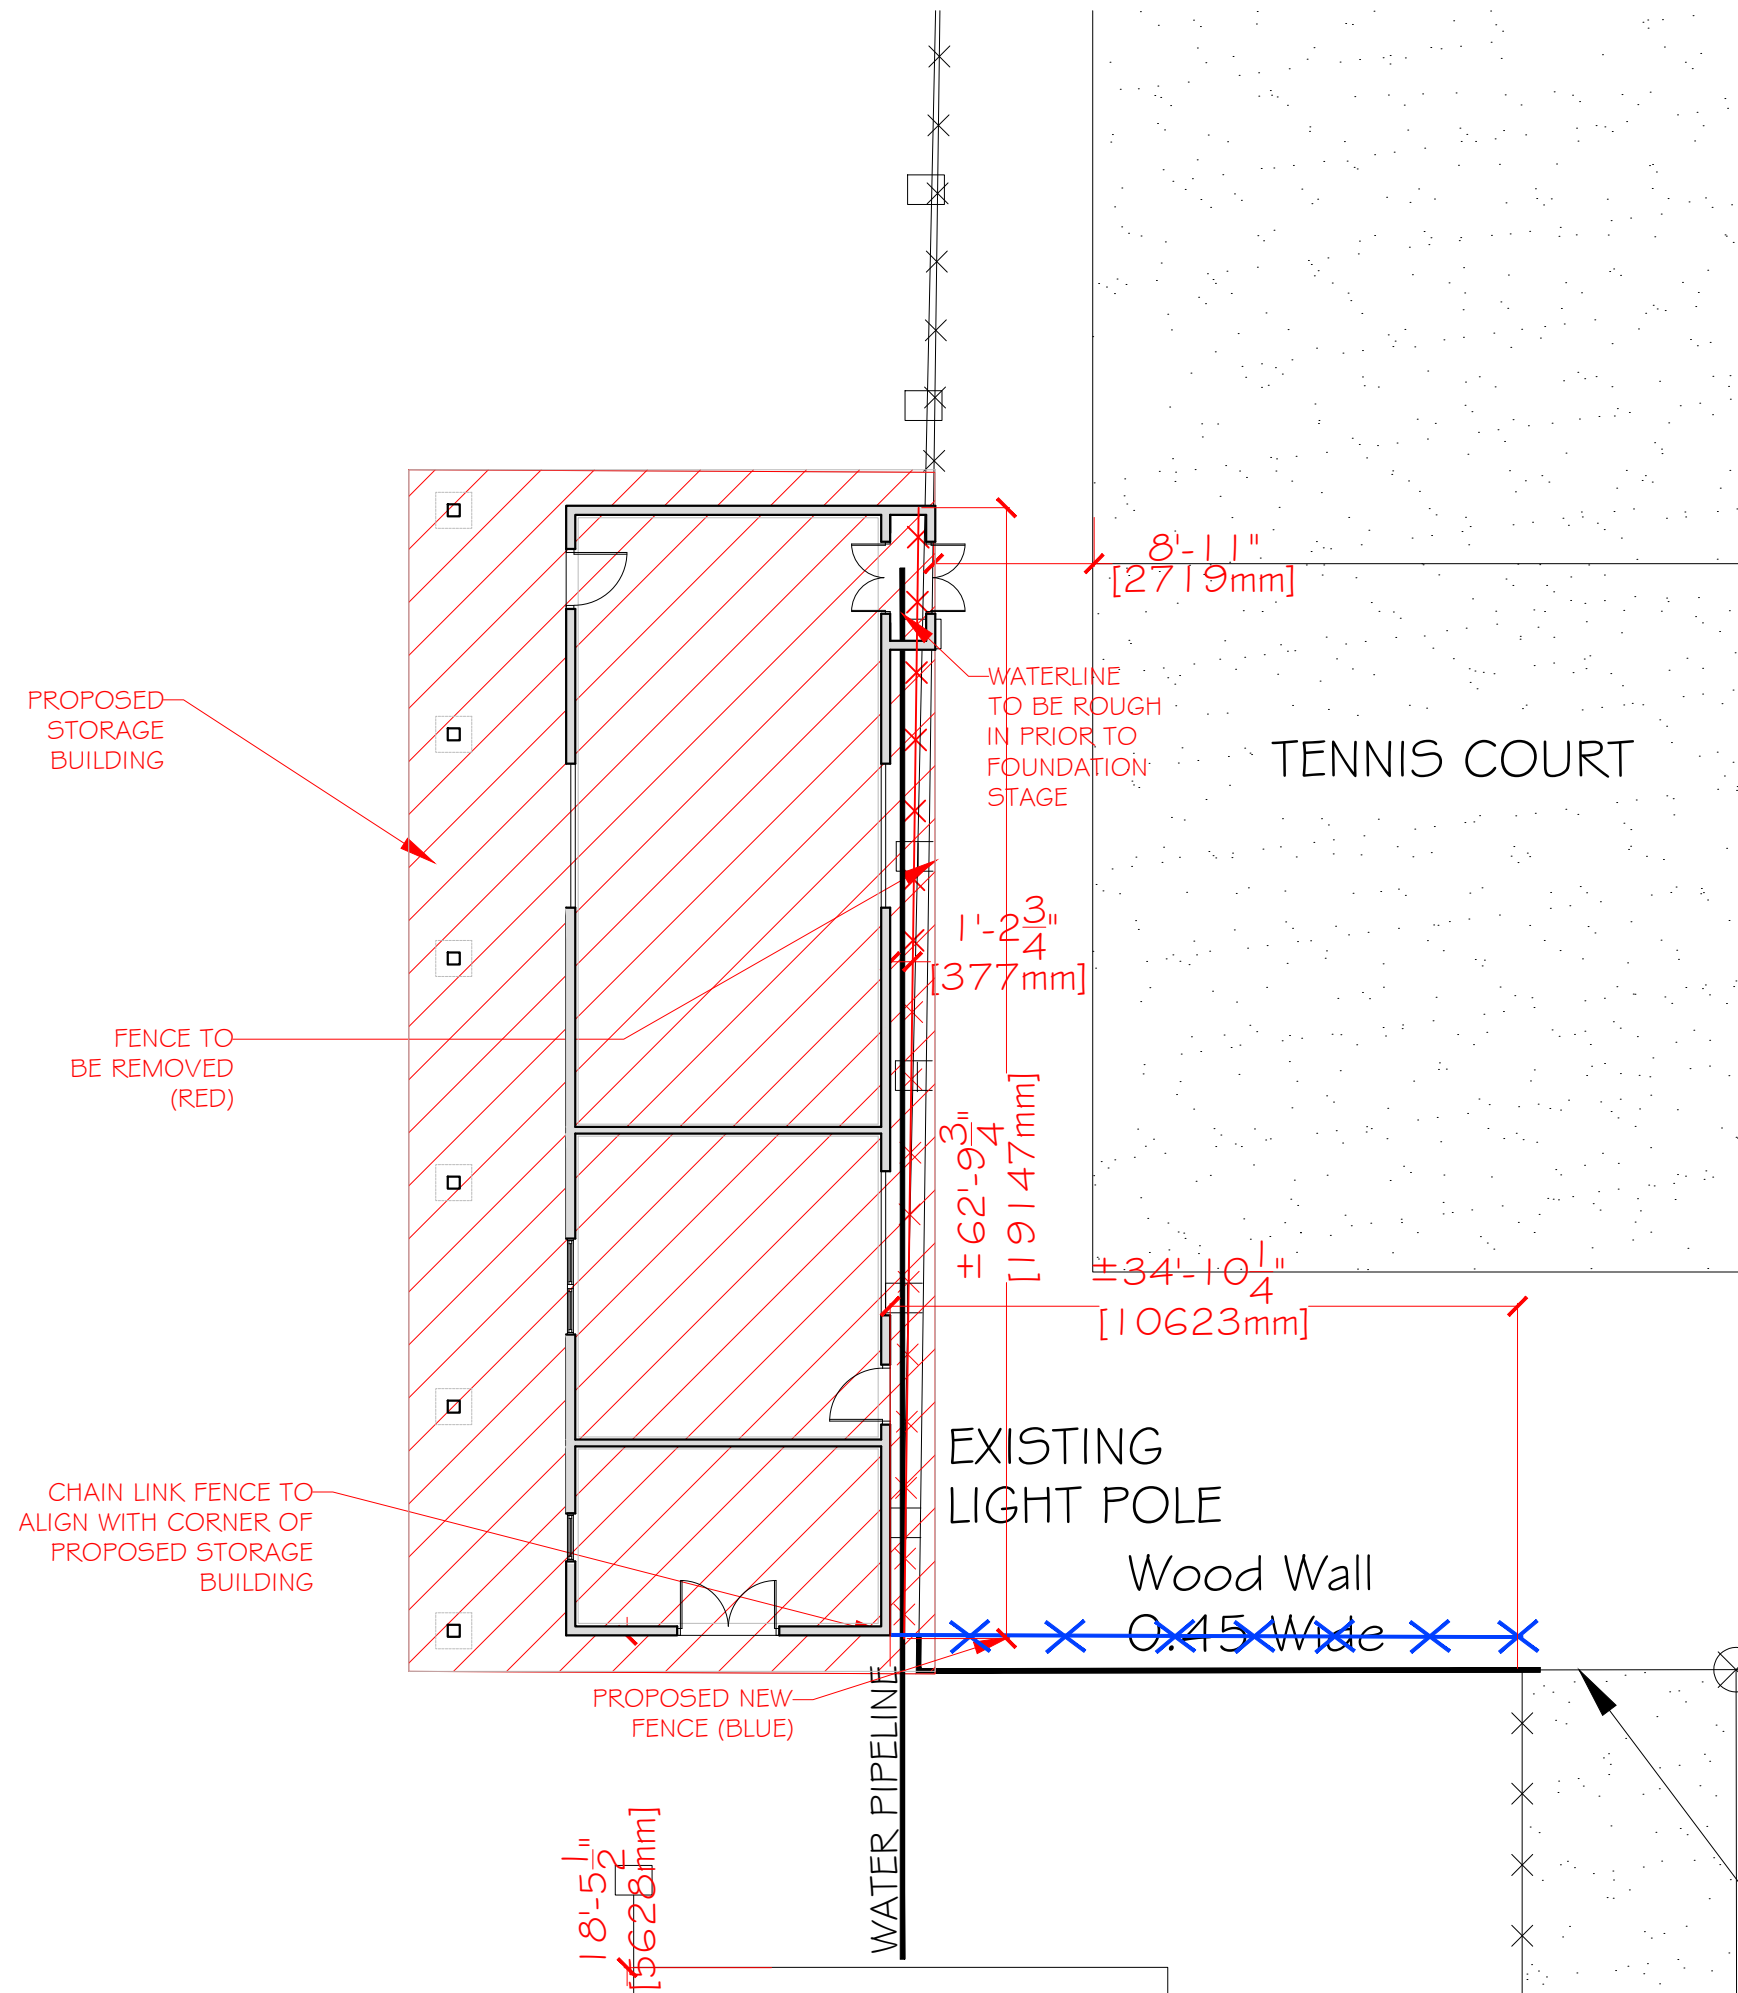 8'-11"
[2719mm]
WATERLINE
TO BE ROUGH
IN PRIOR TO
FOUNDATION
STAGE
PROPOSED
STORAGE
BUILDING
TENNIS COURT
1'-2 3/4"
[377mm]
FENCE TO
BE REMOVED
(RED)
±62'-9 3/4"
[19147mm]
±34'-10 1/4"
[10623mm]
EXISTING
LIGHT POLE
CHAIN LINK FENCE TO
ALIGN WITH CORNER OF
PROPOSED STORAGE
BUILDING
Wood Wall
0.45 Wide
PROPOSED NEW
FENCE (BLUE)
WATER PIPELINE
18'-5 1/2"
[5628mm]